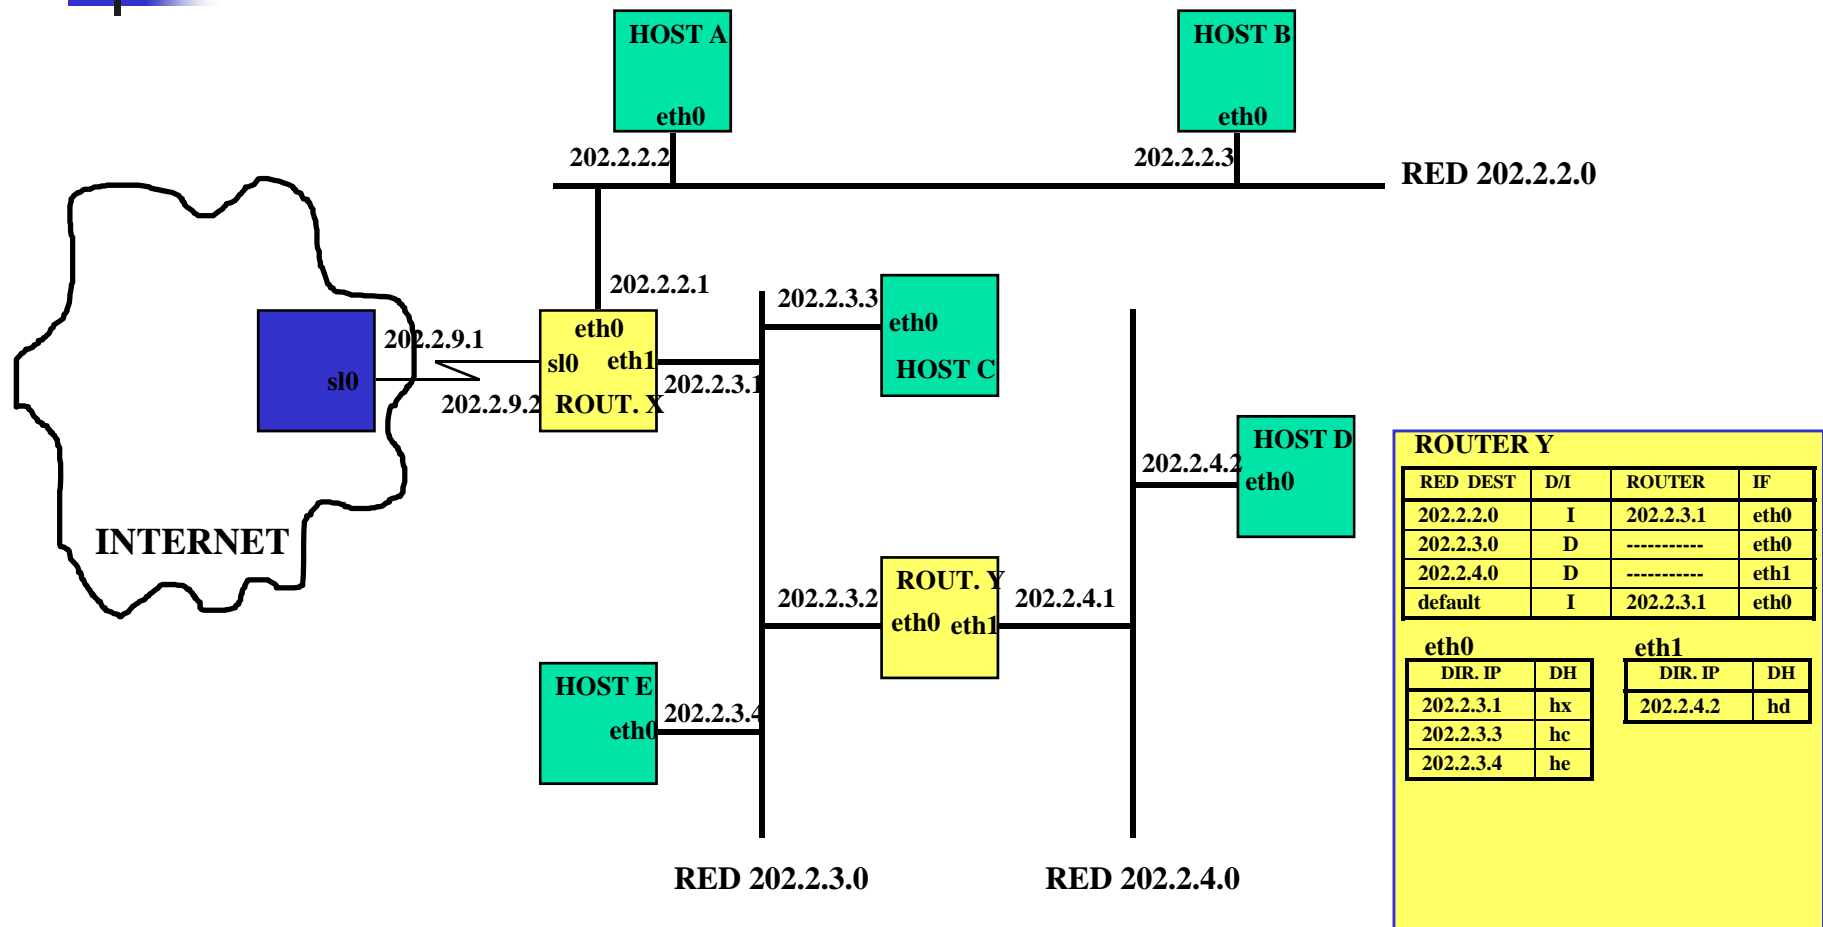 HOST A
eth0
HOST B
eth0
202.2.2.2
202.2.2.3
RED 202.2.2.0
202.2.2.1
eth0
sl0 eth1
ROUT. X
202.2.9.1
sl0
202.2.9.2
202.2.3.1
INTERNET
202.2.3.3
eth0
HOST C
202.2.4.2
HOST D
eth0
202.2.3.2
ROUT. Y
eth0 eth1
202.2.4.1
HOST E
eth0
202.2.3.4
RED 202.2.3.0
RED 202.2.4.0
ROUTER Y
RED DEST D/I ROUTER IF
202.2.2.0 I 202.2.3.1 eth0
202.2.3.0 D ----------- eth0
202.2.4.0 D ----------- eth1
default I 202.2.3.1 eth0
eth0
DIR. IP DH
202.2.3.1 hx
202.2.3.3 hc
202.2.3.4 he
eth1
DIR. IP DH
202.2.4.2 hd